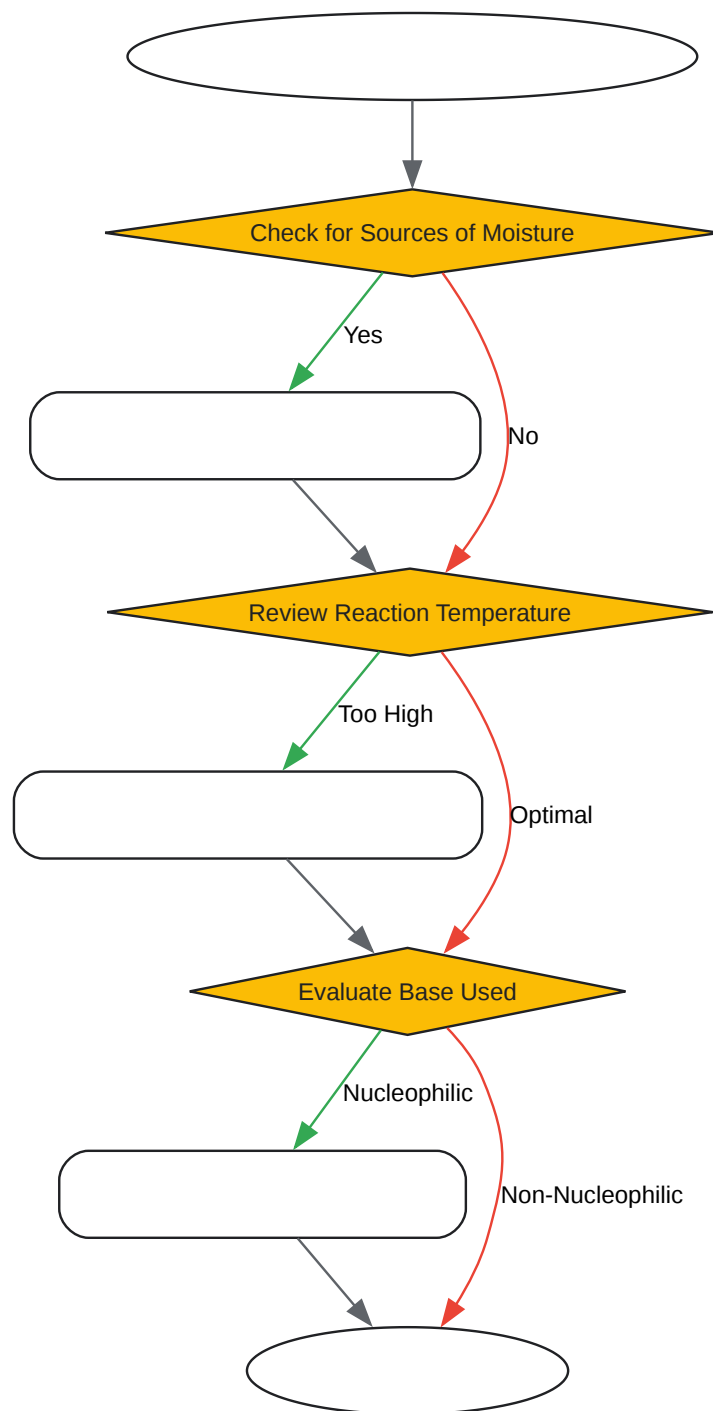 Check for Sources of Moisture
Yes
No
Review Reaction Temperature
Too High
Optimal
Evaluate Base Used
Nucleophilic
Non-Nucleophilic